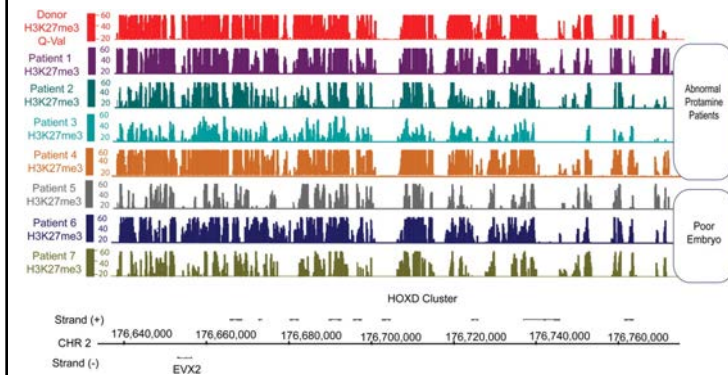 Donor
H3K27me3
Q-Val
60
40
20
Patient 1
H3K27me3
60
40
20
Patient 2
H3K27me3
60
40
20
Patient 3
H3K27me3
60
40
20
Patient 4
H3K27me3
60
40
20
Abnormal
Protamine
Patients
Patient 5
H3K27me3
60
40
20
Patient 6
H3K27me3
60
40
20
Patient 7
H3K27me3
60
40
20
Poor
Embryo
HOXD Cluster
Strand (+)
176,640,000 176,660,000 176,680,000 176,700,000 176,720,000 176,740,000 176,760,000
CHR 2
Strand (-)
EVX2